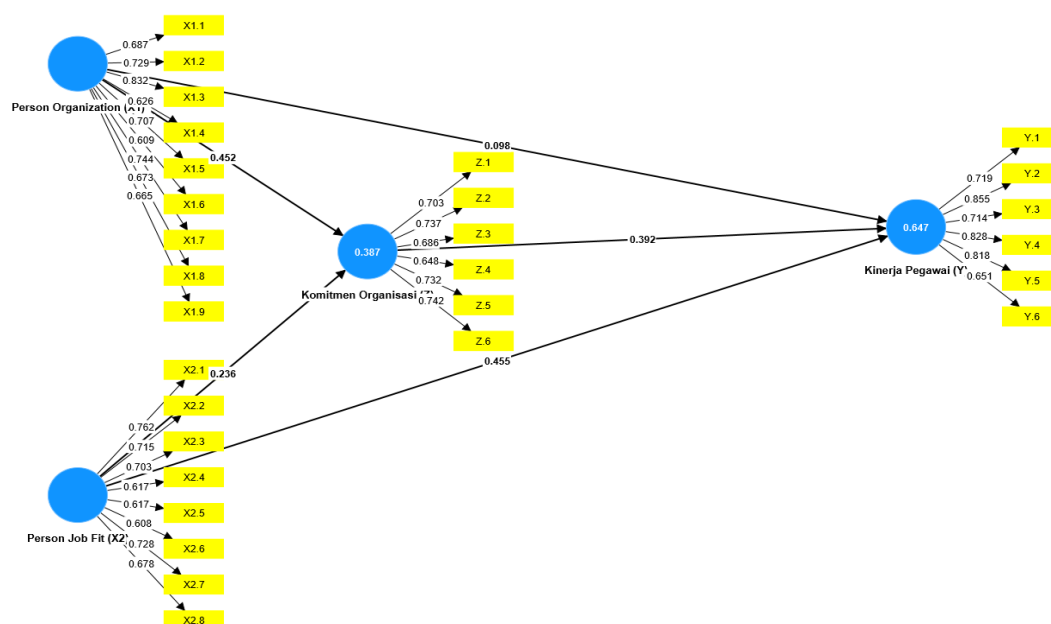 X1.1
0.687
X1.2
0.729
0.832
X1.3
Person Organization (X1)
0.626
X1.4
0.707
0.452
X1.5
0.609
0.744
X1.6
0.673
0.665
X1.7
X1.8
X1.9
0.098
Z.1
0.703
Z.2
0.737
Z.3
0.686
0.387
0.648
Z.4
0.732
Komitmen Organisasi (Z)
0.742
Z.5
Z.6
0.392
Y.1
0.719
Y.2
0.855
0.714
Y.3
0.647
0.828
Y.4
0.818
Kinerja Pegawai (Y)
0.651
Y.5
Y.6
0.455
X2.1
0.236
X2.2
0.762
0.715
X2.3
0.703
X2.4
0.617
0.617
X2.5
0.608
Person Job Fit (X2)
0.728
X2.6
0.678
X2.7
X2.8